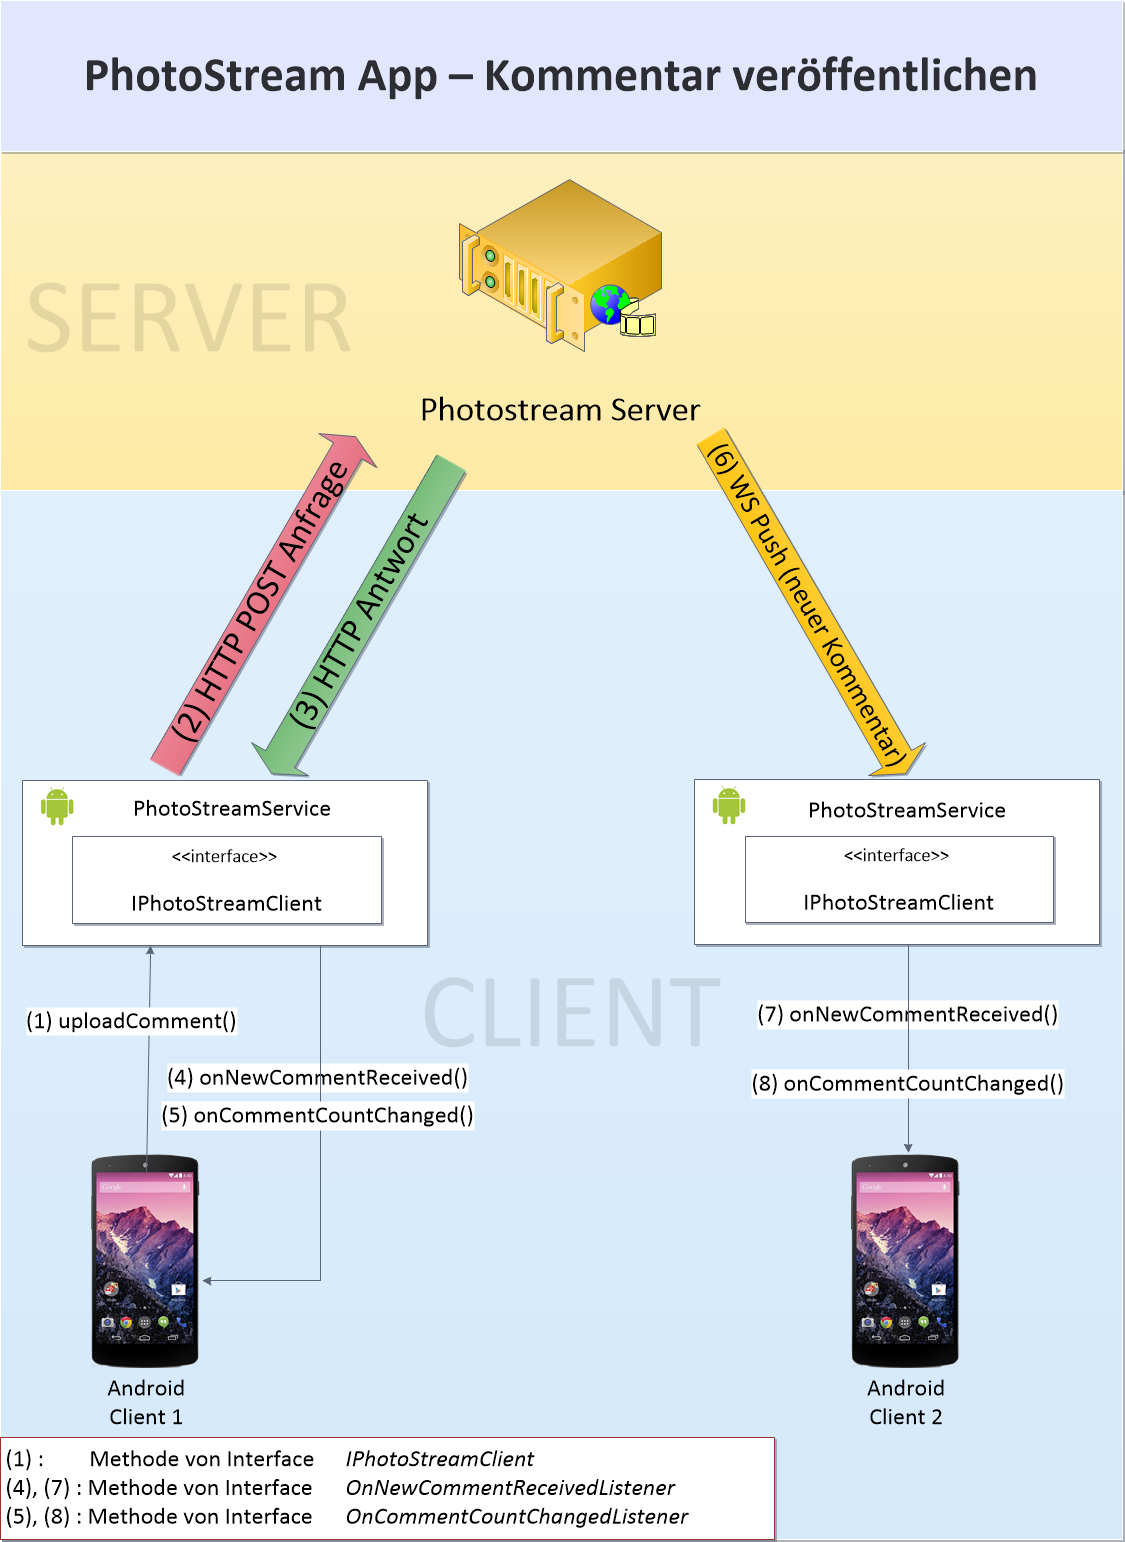 PhotoStream App – Kommentar veröffentlichen
SERVER
Photostream Server
(2) HTTP POST Anfrage
(3) HTTP Antwort
(6) WS Push (neuer Kommentar)
PhotoStreamService
<<interface>>
IPhotoStreamClient
PhotoStreamService
<<interface>>
IPhotoStreamClient
CLIENT
(1) uploadComment()
(4) onNewCommentReceived()
(5) onCommentCountChanged()
(7) onNewCommentReceived()
(8) onCommentCountChanged()
Google
Google
Android
Client 1
Android
Client 2
(1) : Methode von Interface IPhotoStreamClient
(4), (7) : Methode von Interface OnNewCommentReceivedListener
(5), (8) : Methode von Interface OnCommentCountChangedListener